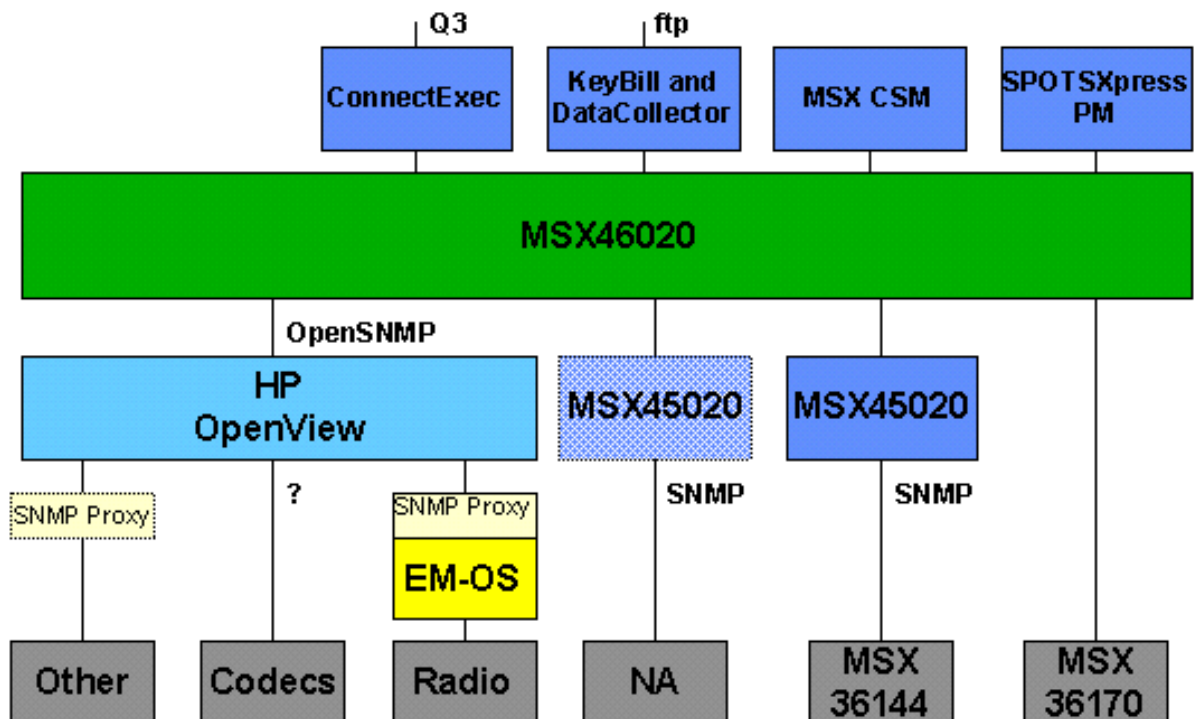 Q3
ftp
ConnectExec
KeyBill and
DataCollector
MSX CSM
SPOTSXpress
PM
MSX46020
OpenSNMP
HP
OpenView
MSX45020
MSX45020
SNMP Proxy
?
SNMP Proxy
SNMP
SNMP
EM-OS
Other
Codecs
Radio
NA
MSX
36144
MSX
36170